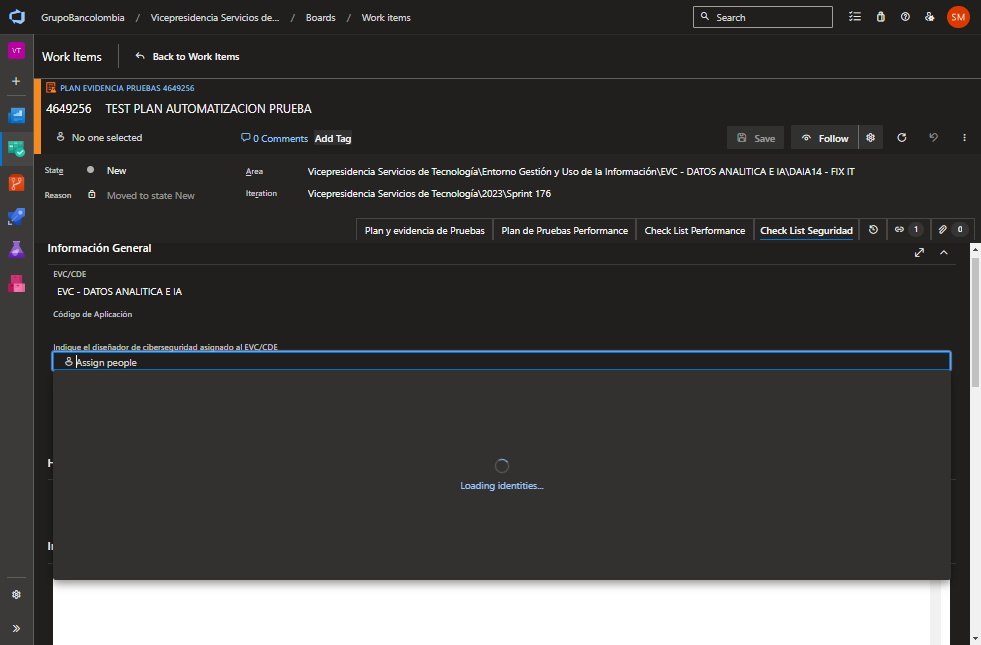 GrupoBancolombia / Vicepresidencia Servicios de... / Boards / Work items
Search
SM
VT
Work Items
Back to Work Items
PLAN EVIDENCIA PRUEBAS 4649256
4649256 TEST PLAN AUTOMATIZACION PRUEBA
No one selected
0 Comments
Add Tag
Save
Follow
State
New
Area
Vicepresidencia Servicios de Tecnología\Entorno Gestión y Uso de la Información\EVC - DATOS ANALITICA E IA\DAIA14 - FIX IT
Reason
Moved to state New
Iteration
Vicepresidencia Servicios de Tecnología\2023\Sprint 176
Plan y evidencia de Pruebas
Plan de Pruebas Performance
Check List Performance
Check List Seguridad
1
0
Información General
EVC/CDE
EVC - DATOS ANALITICA E IA
Código de Aplicación
Indique el diseñador de ciberseguridad asignado al EVC/CDE
Assign people
Loading identities...